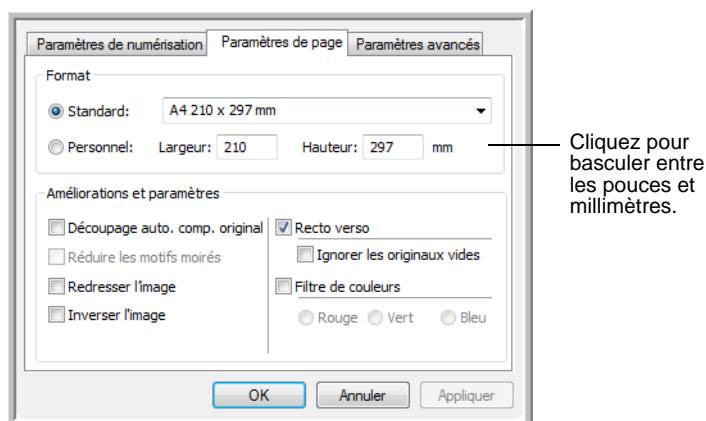 Paramètres de numérisation Paramètres de page Paramètres avancés
Format
Standard: A4 210 x 297 mm
Personnel: Largeur: 210 Hauteur: 297 mm
Cliquez pour
basculer entre
les pouces et
millimètres.
Améliorations et paramètres
Découpage auto. comp. original
Réduire les motifs moirés
Redresser l'image
Inverser l'image
Recto verso
Ignorer les originaux vides
Filtre de couleurs
Rouge Vert Bleu
OK Annuler Appliquer